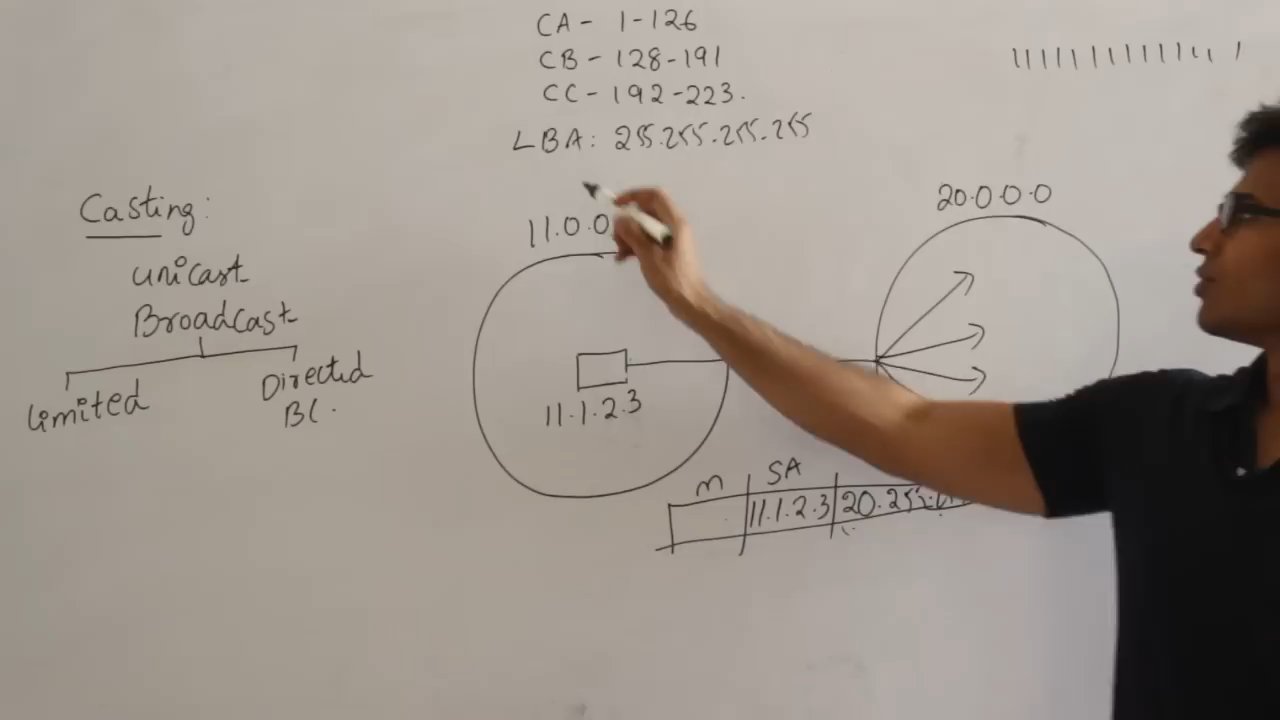 CA - 1-126
CB - 128-191
CC - 192-223.
LBA: 255.255.255.255
111111111111111 1
Casting:
unicast
Broadcast
Limited
Directed
BC.
11.0.0
20.0.0.0
11.1.2.3
m SA
11.1.2.3 20.255.